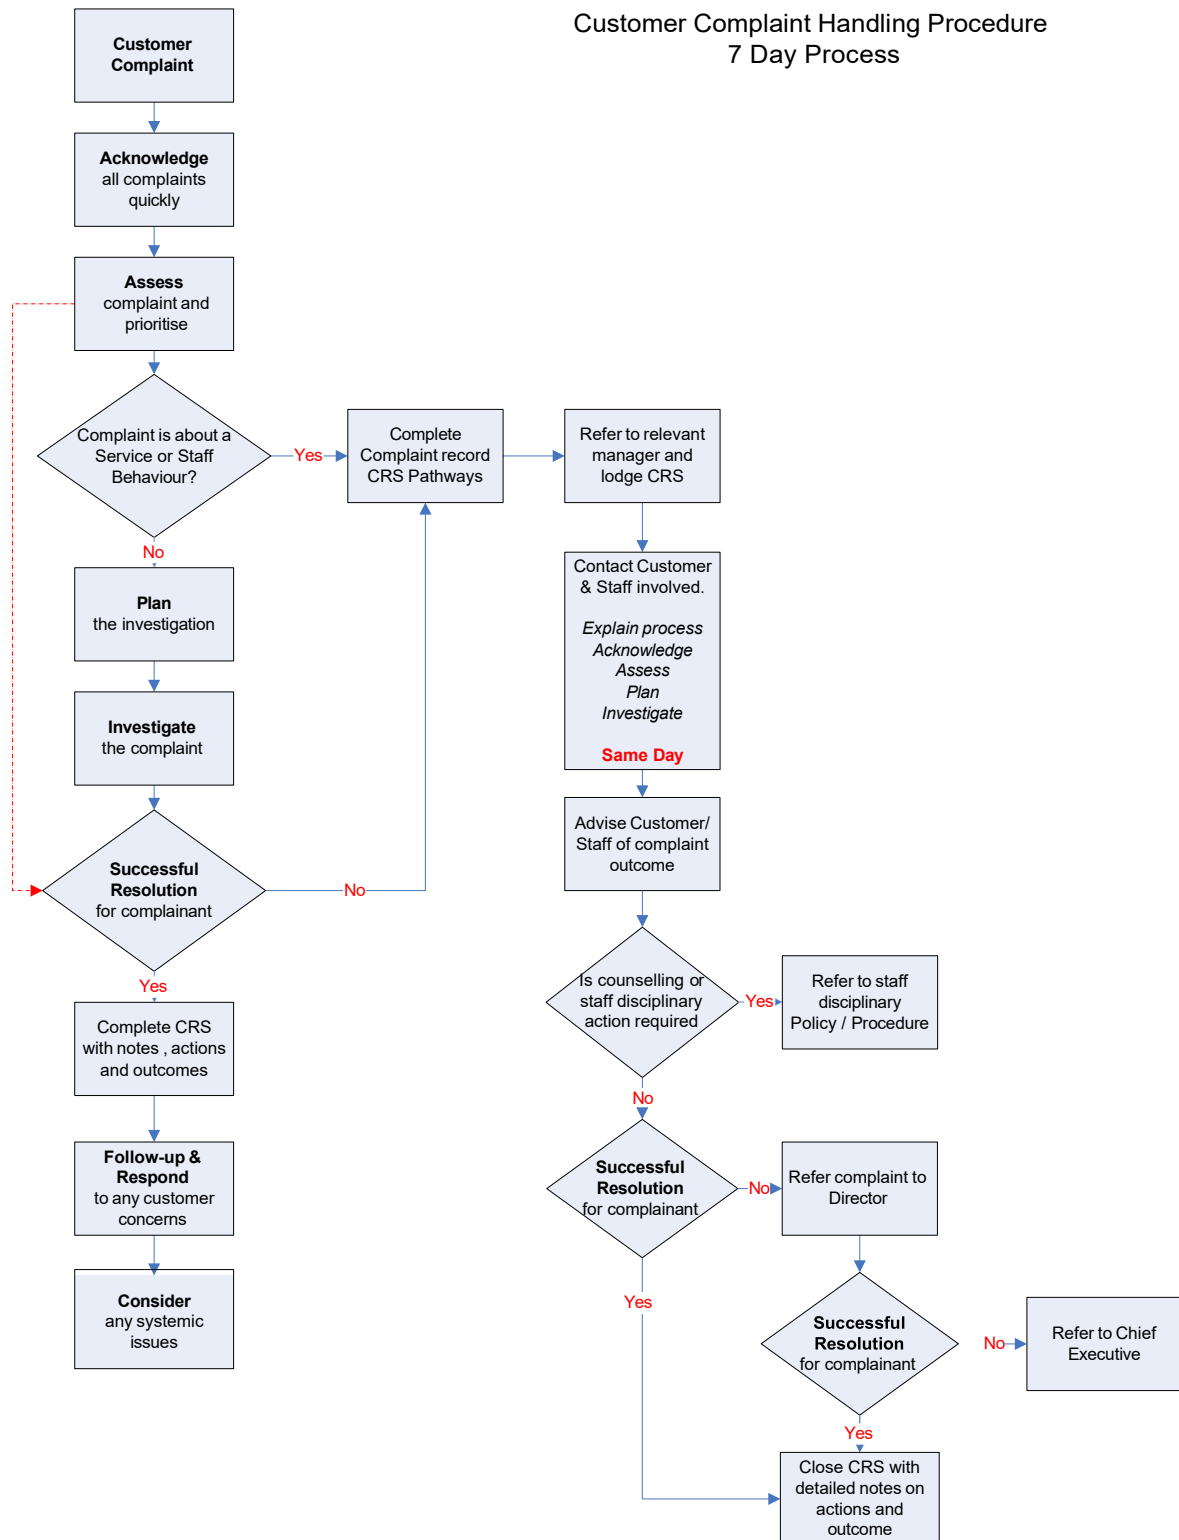 Customer Complaint Handling Procedure
7 Day Process
Customer
Complaint
Acknowledge
all complaints
quickly
Assess
complaint and
prioritise
Complaint is about a
Service or Staff
Behaviour?
Yes
No
Complete
Complaint record
CRS Pathways
Refer to relevant
manager and
lodge CRS
Plan
the investigation
Investigate
the complaint
Successful
Resolution
for complainant
No
Yes
Complete CRS
with notes , actions
and outcomes
Follow-up &
Respond
to any customer
concerns
Consider
any systemic
issues
Contact Customer
& Staff involved.
Explain process
Acknowledge
Assess
Plan
Investigate
Same Day
Advise Customer/
Staff of complaint
outcome
Is counselling or
staff disciplinary
action required
Yes
Refer to staff
disciplinary
Policy / Procedure
No
Successful
Resolution
for complainant
No
Refer complaint to
Director
Yes
Successful
Resolution
for complainant
No
Refer to Chief
Executive
Yes
Close CRS with
detailed notes on
actions and
outcome